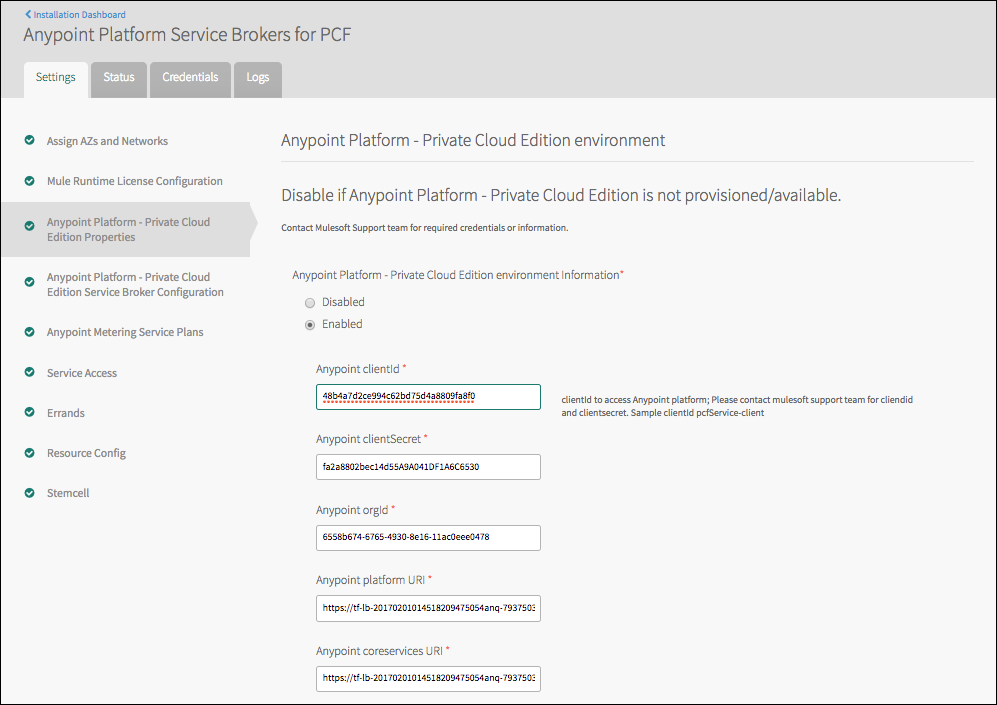 Installation Dashboard
Anypoint Platform Service Brokers for PCF
Settings
Status
Credentials
Logs
Assign AZs and Networks
Mule Runtime License Configuration
Anypoint Platform - Private Cloud
Edition Properties
Anypoint Platform - Private Cloud
Edition Service Broker Configuration
Anypoint Metering Service Plans
Service Access
Errands
Resource Config
Stemcell
Anypoint Platform - Private Cloud Edition environment
Disable if Anypoint Platform - Private Cloud Edition is not provisioned/available.
Contact Mulesoft Support team for required credentials or information.
Anypoint Platform - Private Cloud Edition environment Information*
Disabled
Enabled
Anypoint clientId *
48b4a7d2ce994c62bd75d4a8809fa8f0
clientId to access Anypoint platform; Please contact mulesoft support team for cliendid
and clientsecret. Sample clientId pcfService-client
Anypoint clientSecret *
fa2a8802bec14d55A9A041DF1A6C6530
Anypoint orgId *
6558b674-6765-4930-8e16-11ac0eee0478
Anypoint platform URI *
https://tf-lb-20170201014518209475054anq-7937503
Anypoint coreservices URI *
https://tf-lb-20170201014518209475054anq-7937503